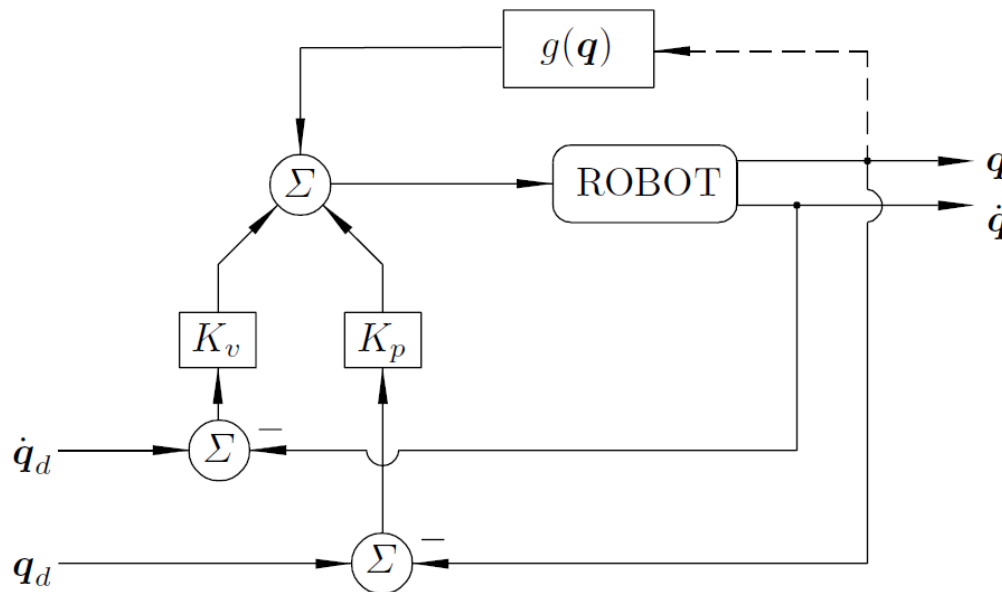 g(q)
Σ
ROBOT
q
q̇
K_v
K_p
q̇_d
Σ
−
q_d
Σ
−